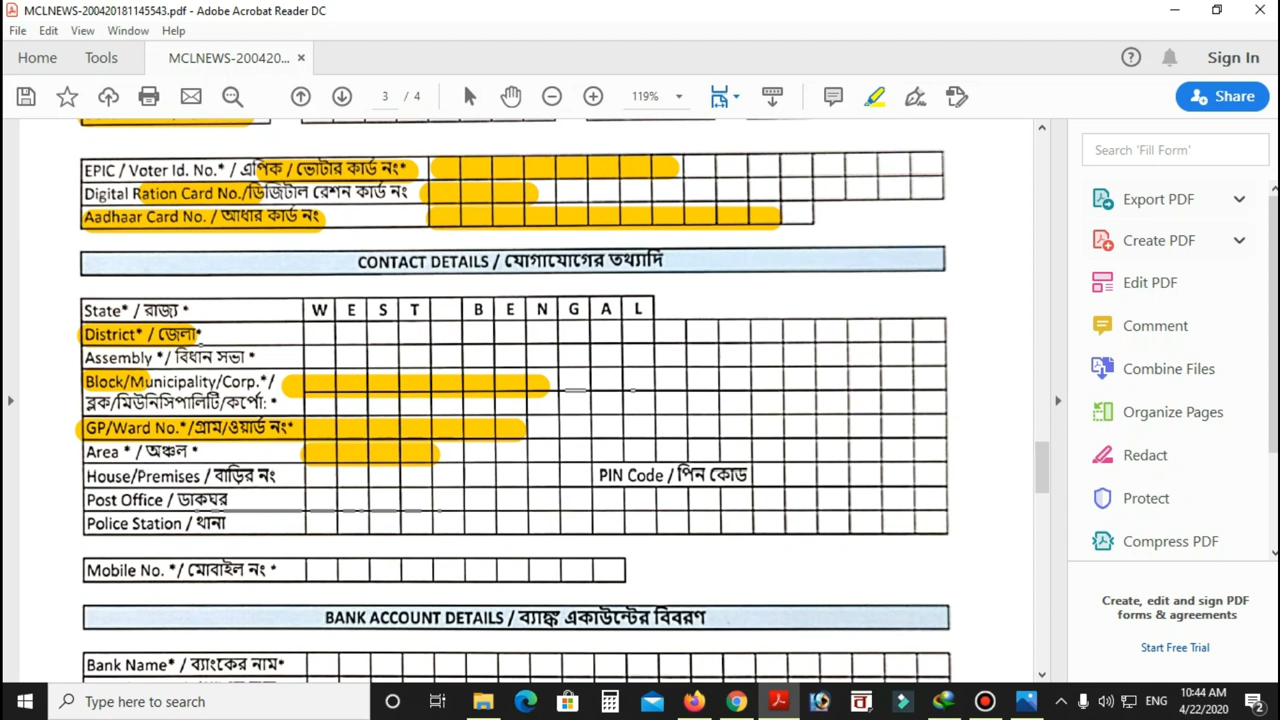 MCLNEWS-200420181145543.pdf - Adobe Acrobat Reader DC
File Edit View Window Help
Home Tools MCLNEWS-200420... × Sign In
3 / 4 119% Share
EPIC / Voter Id. No.* / এপিক / ভোটার কার্ড নং*
Digital Ration Card No./ডিজিটাল রেশন কার্ড নং
Aadhaar Card No. / আধার কার্ড নং
CONTACT DETAILS / যোগাযোগের তথ্যাদি
State* / রাজ্য * W E S T B E N G A L
District* / জেলা*
Assembly */ বিধান সভা *
Block/Municipality/Corp.*/
ব্লক/মিউনিসিপালিটি/কর্পো: *
GP/Ward No.*/গ্রাম/ওয়ার্ড নং*
Area * / অঞ্চল *
House/Premises / বাড়ির নং PIN Code / পিন কোড
Post Office / ডাকঘর
Police Station / থানা
Mobile No. */ মোবাইল নং *
BANK ACCOUNT DETAILS / ব্যাঙ্ক একাউন্টের বিবরণ
Bank Name* / ব্যাংকের নাম*
Search 'Fill Form'
Export PDF
Create PDF
Edit PDF
Comment
Combine Files
Organize Pages
Redact
Protect
Compress PDF
Create, edit and sign PDF
forms & agreements
Start Free Trial
Type here to search
ENG
10:44 AM
4/22/2020
2